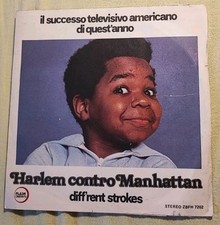 il successo televisivo americano
di quest'anno
Harlem contro Manhattan
diff'rent strokes
STEREO ZBPH 7202